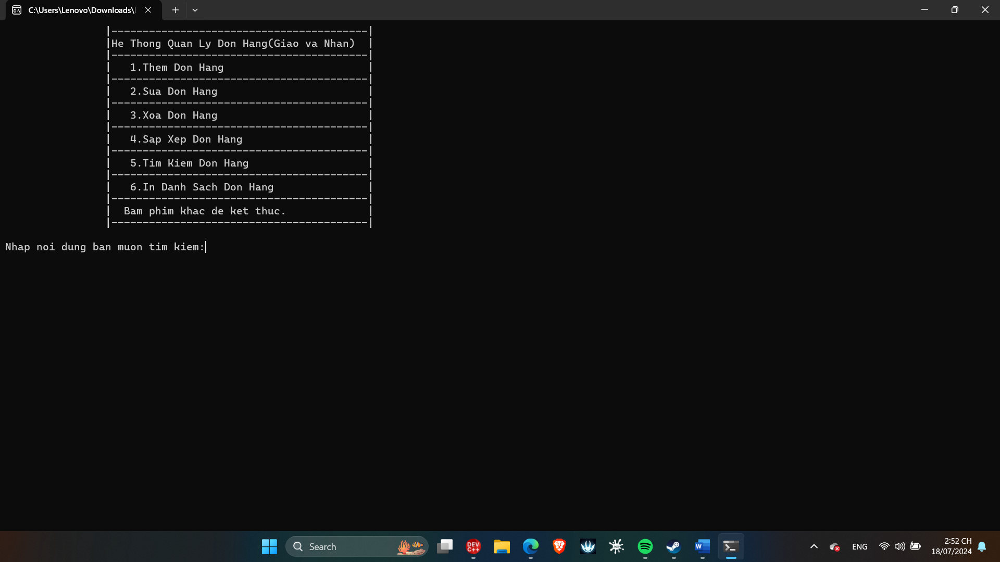 C:\Users\Lenovo\Downloads\
|-----------------------------------------|
|He Thong Quan Ly Don Hang(Giao va Nhan)  |
|-----------------------------------------|
|   1.Them Don Hang                       |
|-----------------------------------------|
|   2.Sua Don Hang                        |
|-----------------------------------------|
|   3.Xoa Don Hang                        |
|-----------------------------------------|
|   4.Sap Xep Don Hang                    |
|-----------------------------------------|
|   5.Tim Kiem Don Hang                   |
|-----------------------------------------|
|   6.In Danh Sach Don Hang               |
|-----------------------------------------|
|  Bam phim khac de ket thuc.             |
|-----------------------------------------|
Nhap noi dung ban muon tim kiem:
Search
DEV C++
W
ENG
2:52 CH
18/07/2024